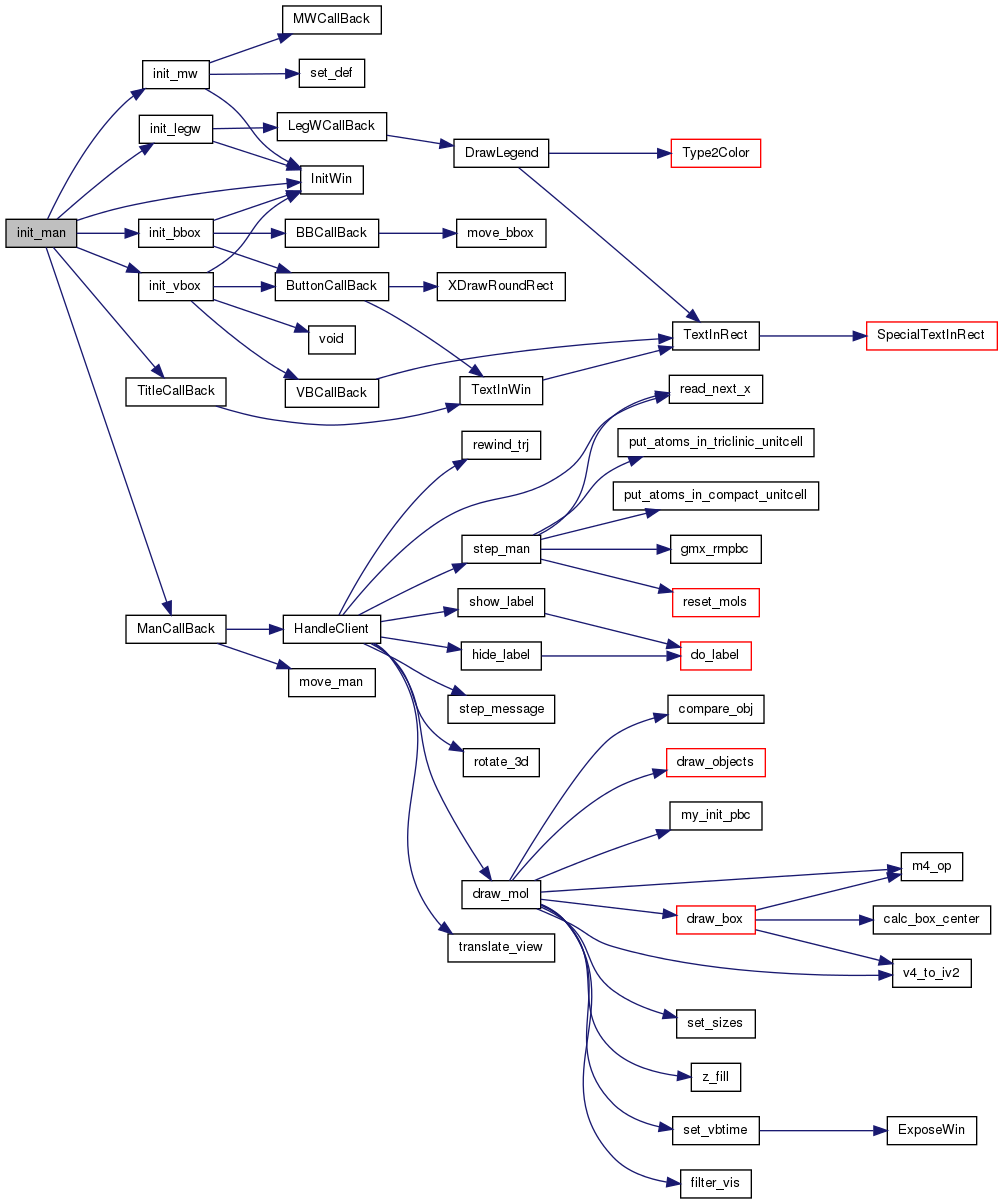 MWCallBack
init_mw
set_def
LegWCallBack
init_legw
DrawLegend
Type2Color
InitWin
init_man
init_bbox
BBCallBack
move_bbox
init_vbox
ButtonCallBack
XDrawRoundRect
void
TextInRect
SpecialTextInRect
TitleCallBack
VBCallBack
TextInWin
read_next_x
rewind_trj
put_atoms_in_triclinic_unitcell
put_atoms_in_compact_unitcell
step_man
gmx_rmpbc
show_label
reset_mols
ManCallBack
HandleClient
hide_label
do_label
move_man
step_message
compare_obj
rotate_3d
draw_objects
my_init_pbc
draw_mol
m4_op
draw_box
calc_box_center
translate_view
v4_to_iv2
set_sizes
z_fill
set_vbtime
ExposeWin
filter_vis